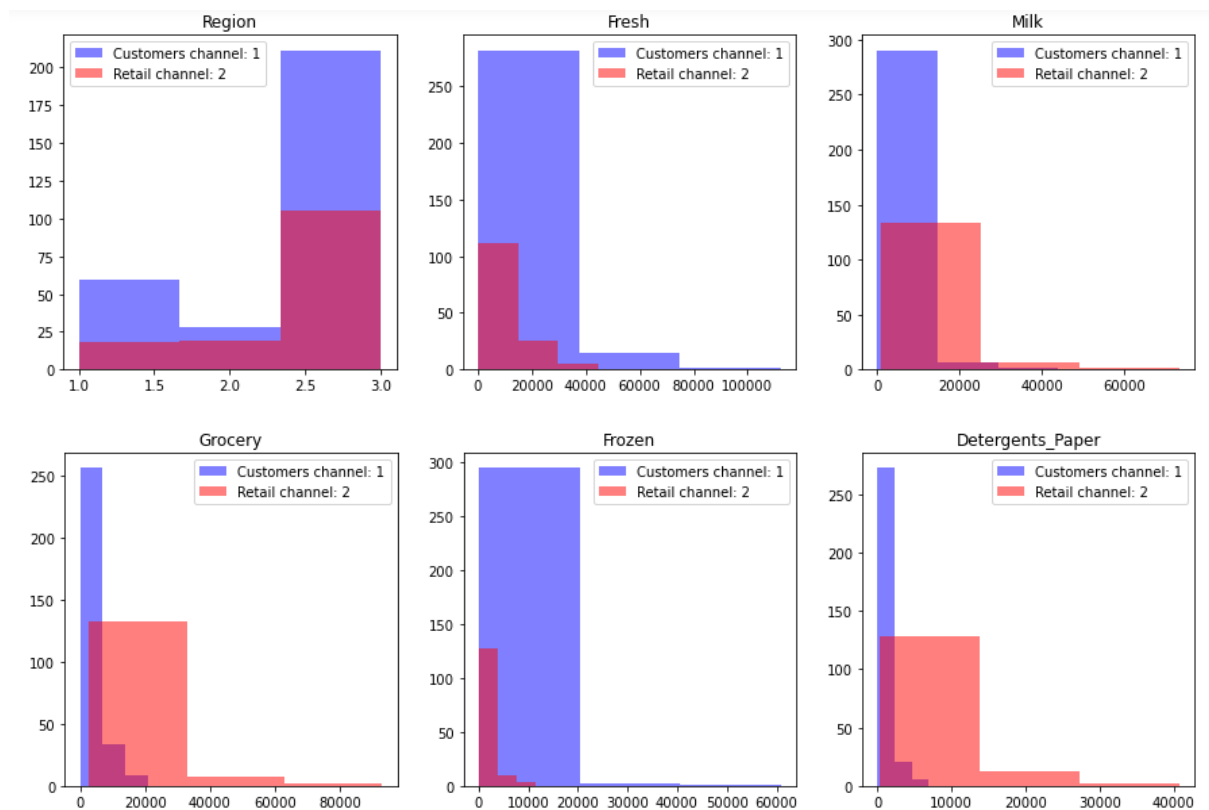 Region
Customers channel: 1
Retail channel: 2
200
175
150
125
100
75
50
25
0
1.0 1.5 2.0 2.5 3.0
Fresh
Customers channel: 1
Retail channel: 2
250
200
150
100
50
0
0 20000 40000 60000 80000 100000
Milk
Customers channel: 1
Retail channel: 2
300
250
200
150
100
50
0
0 20000 40000 60000
Grocery
Customers channel: 1
Retail channel: 2
250
200
150
100
50
0
0 20000 40000 60000 80000
Frozen
Customers channel: 1
Retail channel: 2
300
250
200
150
100
50
0
0 10000 20000 30000 40000 50000 60000
Detergents_Paper
Customers channel: 1
Retail channel: 2
250
200
150
100
50
0
0 10000 20000 30000 40000